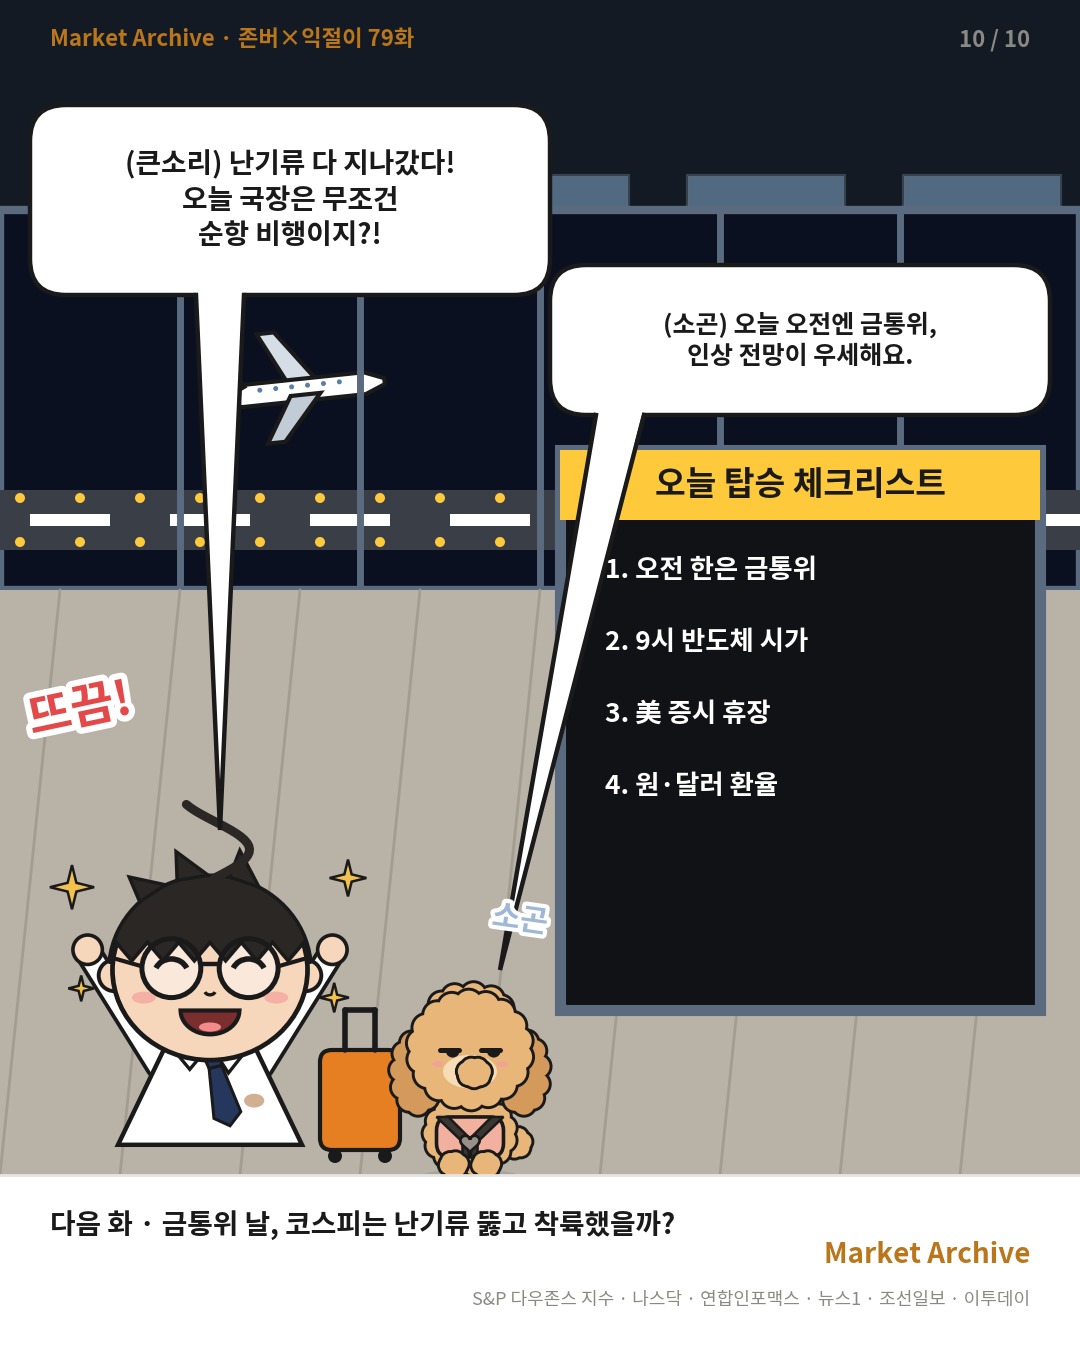 Market Archive · 존버×익절이 79화
10 / 10
(큰소리) 난기류 다 지나갔다!
오늘 국장은 무조건
순항 비행이지?!
(소곤) 오늘 오전엔 금통위,
인상 전망이 우세해요.
오늘 탑승 체크리스트
1. 오전 한은 금통위
2. 9시 반도체 시가
3. 美 증시 휴장
4. 원·달러 환율
뜨끔!
소곤
다음 화 · 금통위 날, 코스피는 난기류 뚫고 착륙했을까?
Market Archive
S&P 다우존스 지수 · 나스닥 · 연합인포맥스 · 뉴스1 · 조선일보 · 이투데이